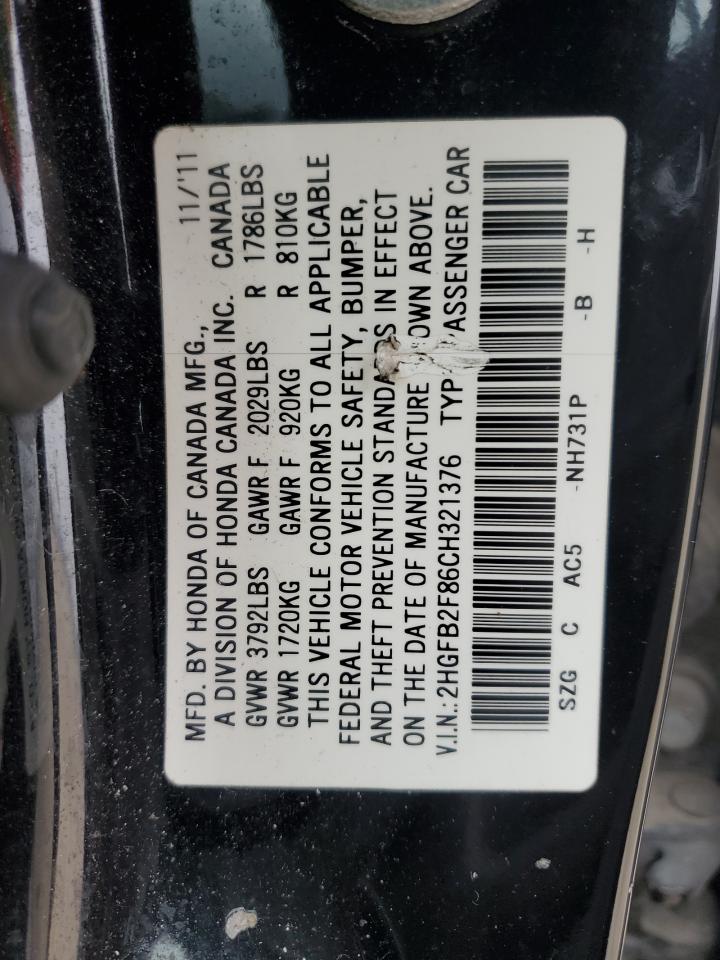 MFD. BY HONDA OF CANADA MFG., 11/'11
A DIVISION OF HONDA CANADA INC. CANADA
GVWR 3792LBS GAWR F 2029LBS R 1786LBS
GVWR 1720KG GAWR F 920KG R 810KG
THIS VEHICLE CONFORMS TO ALL APPLICABLE
FEDERAL MOTOR VEHICLE SAFETY, BUMPER,
AND THEFT PREVENTION STANDA S IN EFFECT
ON THE DATE OF MANUFACTURE OWN ABOVE.
V.I.N.: 2HGFB2F86CH321376 TYP ASSENGER CAR
SZG C AC5 -NH731P -B -H